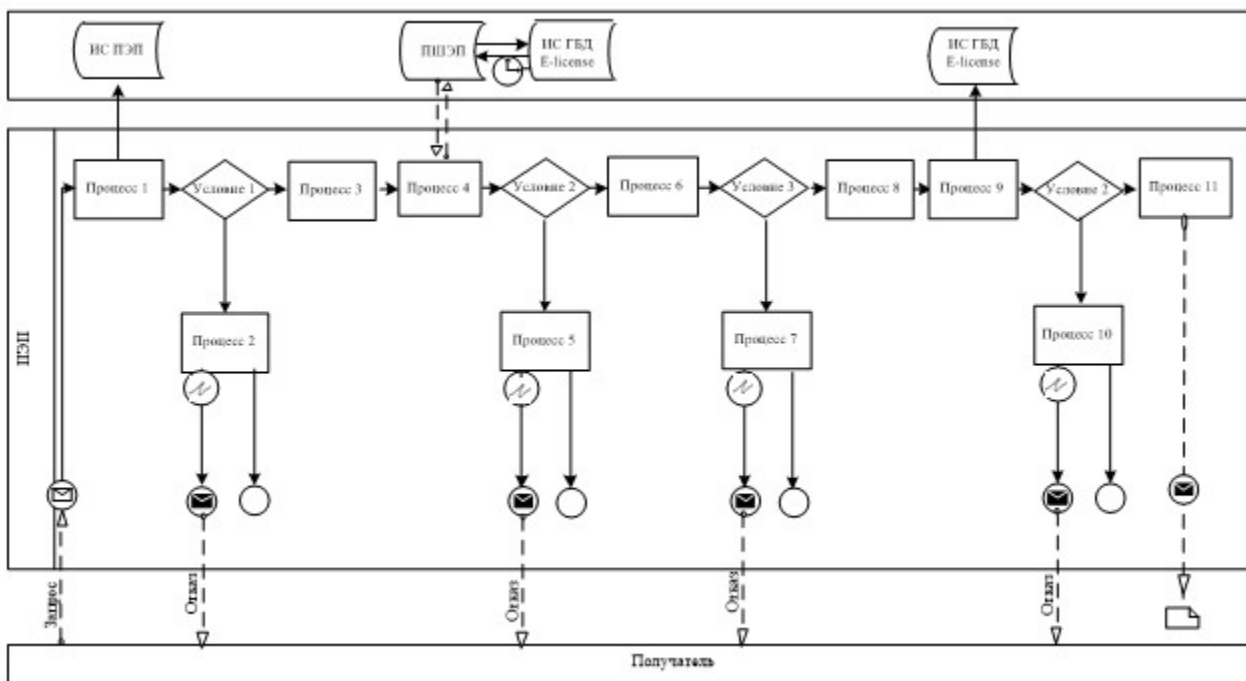 ИС ПЭП
ПШЭП
ИС ГБД
E-license
ИС ГБД
E-license
Процесс 1
Условие 1
Процесс 3
Процесс 4
Условие 2
Процесс 6
Условие 3
Процесс 8
Процесс 9
Условие 2
Процесс 11
Процесс 2
Процесс 5
Процесс 7
Процесс 10
ПЭП
Запрос
Отказ
Отказ
Отказ
Отказ
Получатель